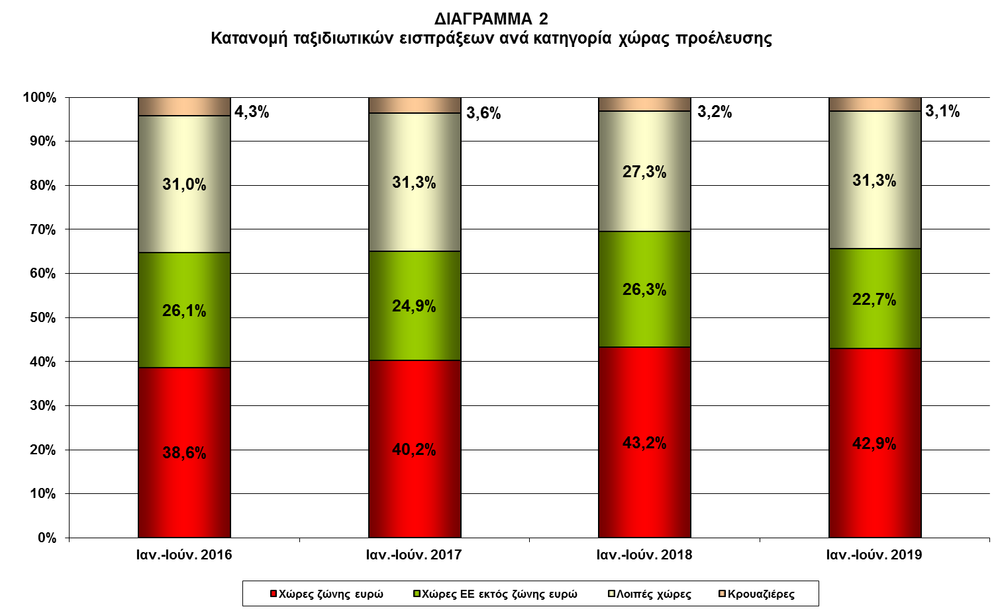 ΔΙΑΓΡΑΜΜΑ 2
Κατανομή ταξιδιωτικών εισπράξεων ανά κατηγορία χώρας προέλευσης
100%
90%
80%
70%
60%
50%
40%
30%
20%
10%
0%
4,3%
31,0%
26,1%
38,6%
3,6%
31,3%
24,9%
40,2%
3,2%
27,3%
26,3%
43,2%
3,1%
31,3%
22,7%
42,9%
Ιαν.-Ιούν. 2016
Ιαν.-Ιούν. 2017
Ιαν.-Ιούν. 2018
Ιαν.-Ιούν. 2019
Χώρες ζώνης ευρώ
Χώρες ΕΕ εκτός ζώνης ευρώ
Λοιπές χώρες
Κρουαζιέρες